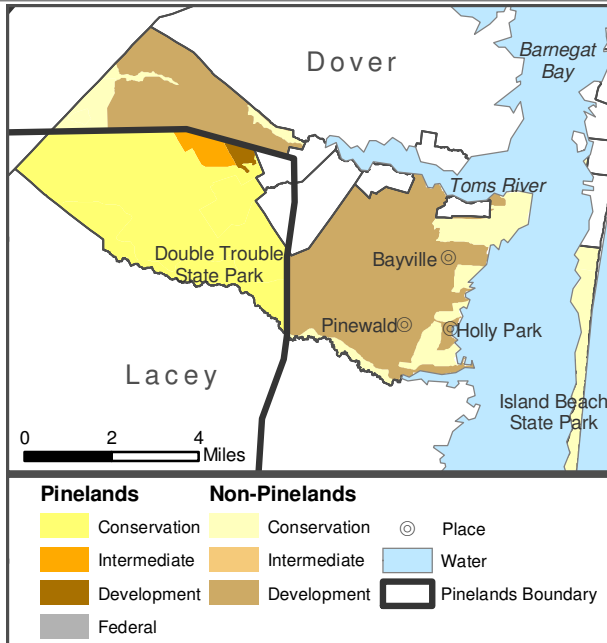 Barnegat
Bay
Dover
Toms River
Double Trouble
State Park
Bayville
Pinewald
Holly Park
Lacey
Island Beach
State Park
0 2 4
Miles
Pinelands Non-Pinelands
Conservation Conservation Place
Intermediate Intermediate Water
Development Development Pinelands Boundary
Federal